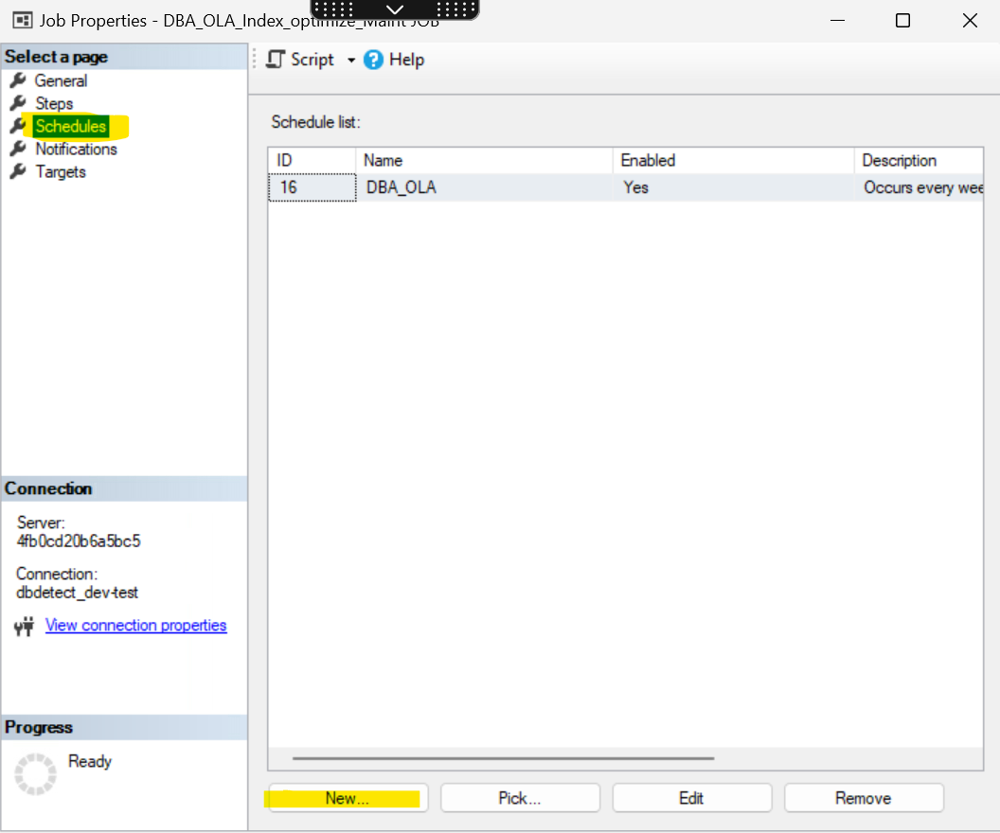 Job Properties - DBA_OLA_Index_optimize_Maint JOB
Select a page
General
Steps
Schedules
Notifications
Targets
Script
Help
Schedule list:
ID Name Enabled Description
16 DBA_OLA Yes Occurs every wee
Connection
Server:
4fb0cd20b6a5bc5
Connection:
dbdetect_dev-test
View connection properties
Progress
Ready
New...
Pick...
Edit
Remove